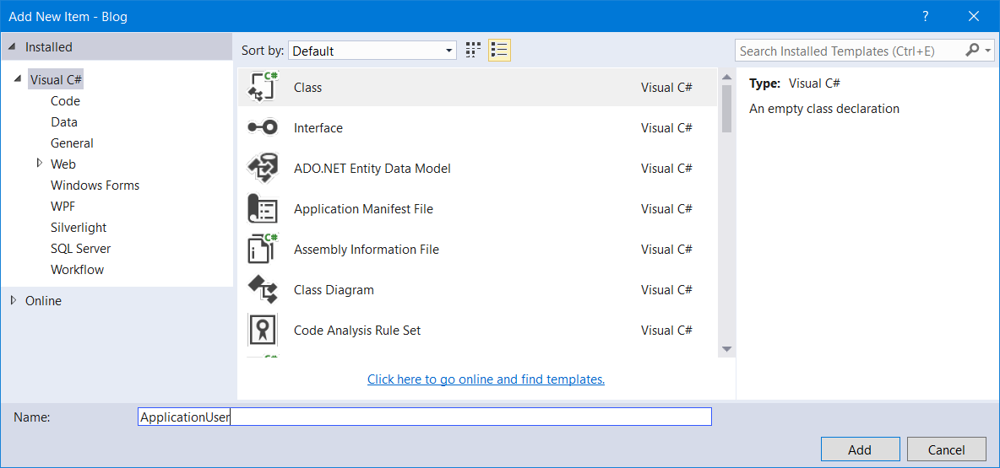 Add New Item - Blog
?
Installed
Sort by: Default
Search Installed Templates (Ctrl+E)
Visual C#
Code
Data
General
Web
Windows Forms
WPF
Silverlight
SQL Server
Workflow
Online
C# Class Visual C#
Interface Visual C#
ADO.NET Entity Data Model Visual C#
Application Manifest File Visual C#
C# Assembly Information File Visual C#
Class Diagram Visual C#
Code Analysis Rule Set Visual C#
Click here to go online and find templates.
Type: Visual C#
An empty class declaration
Name: ApplicationUser
Add Cancel